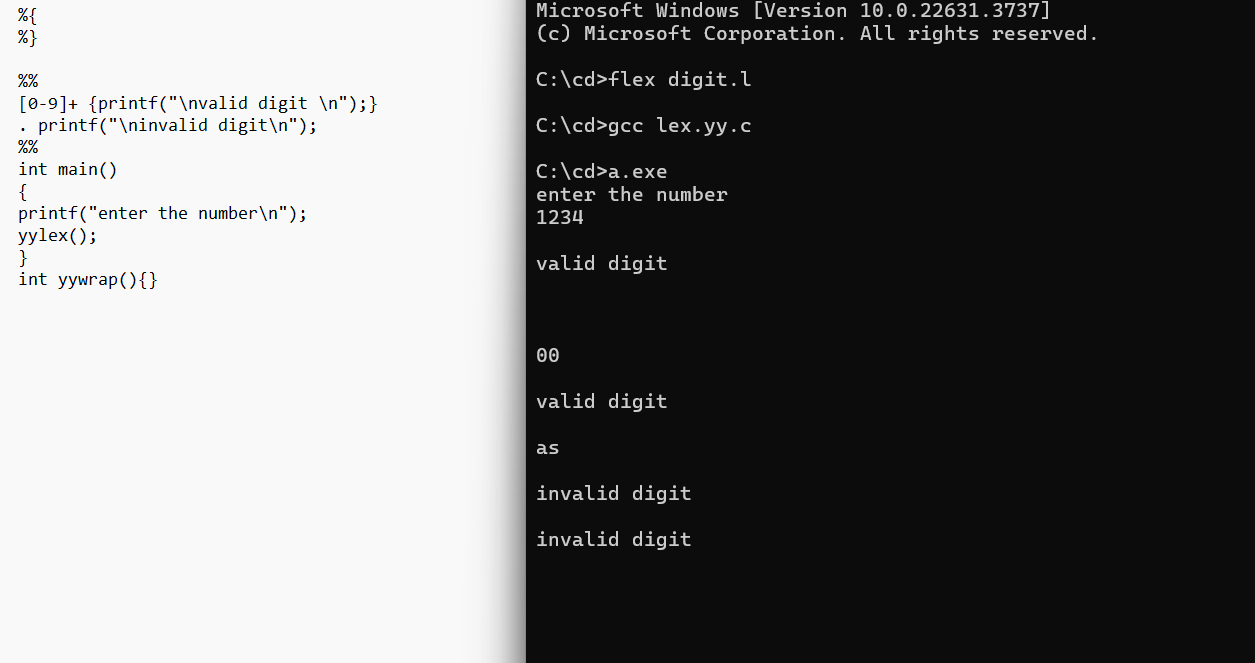 %{
%}
%%
[0-9]+ {printf("\nvalid digit \n");}
. printf("\ninvalid digit\n");
%%
int main()
{
printf("enter the number\n");
yylex();
}
int yywrap(){}
Microsoft Windows [Version 10.0.22631.3737]
(c) Microsoft Corporation. All rights reserved.
C:\cd>flex digit.l
C:\cd>gcc lex.yy.c
C:\cd>a.exe
enter the number
1234
valid digit
00
valid digit
as
invalid digit
invalid digit